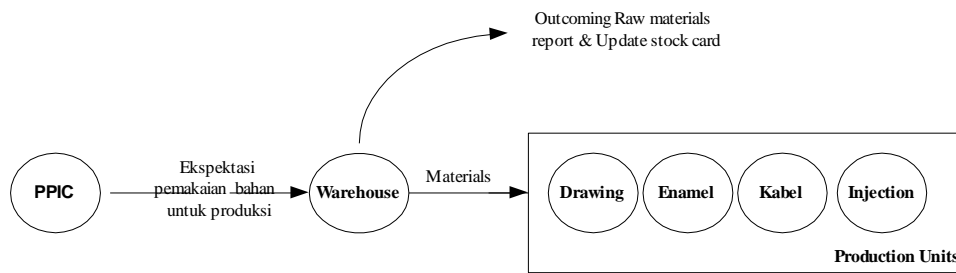 Outcoming Raw materials
report & Update stock card
PPIC
Ekspektasi
pemakaian bahan
untuk produksi
Warehouse
Materials
Drawing
Enamel
Kabel
Injection
Production Units